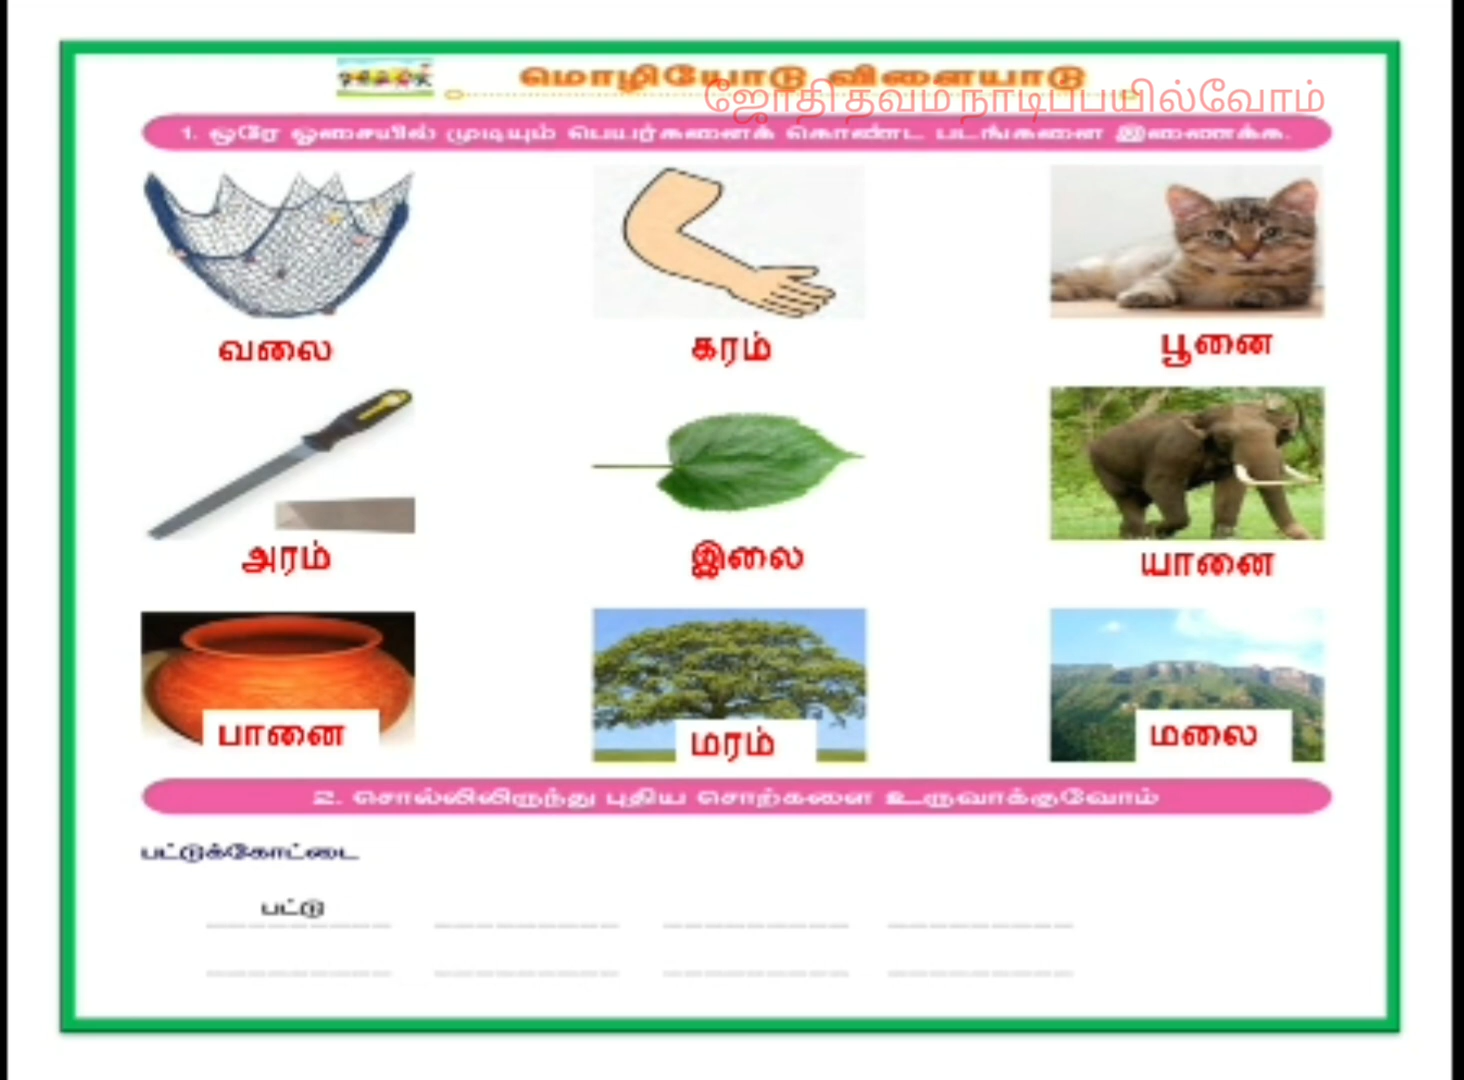 மொழியோடு விளையாடு
ஜோதிதவம நாடிப்பயில்வோம்
1. ஒரே ஓசையில் முடியும் பெயர்களைக் கொண்ட படங்களை இணைக்க.
வலை கரம் பூனை
அரம் இலை யானை
பானை மரம் மலை
2. சொல்லிலிருந்து புதிய சொற்களை உருவாக்குவோம்
பட்டுக்கோட்டை
பட்டு